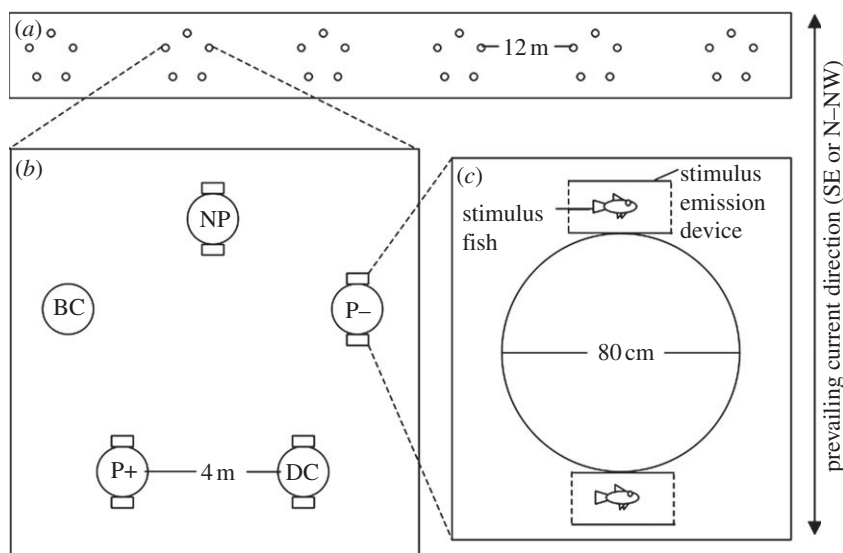 (a)
12 m
prevailing current direction (SE or N–NW)
(b)
NP
BC
P–
P+
4 m
DC
(c)
stimulus
fish
stimulus
emission
device
80 cm